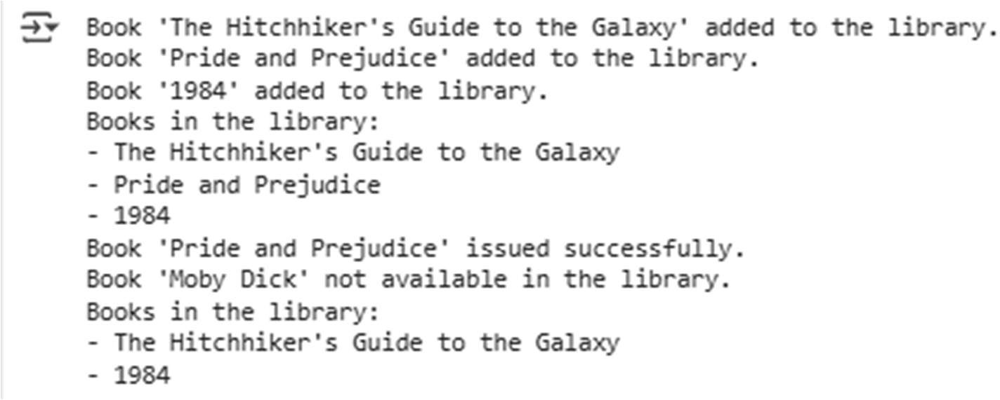 Book 'The Hitchhiker's Guide to the Galaxy' added to the library.
Book 'Pride and Prejudice' added to the library.
Book '1984' added to the library.
Books in the library:
- The Hitchhiker's Guide to the Galaxy
- Pride and Prejudice
- 1984
Book 'Pride and Prejudice' issued successfully.
Book 'Moby Dick' not available in the library.
Books in the library:
- The Hitchhiker's Guide to the Galaxy
- 1984